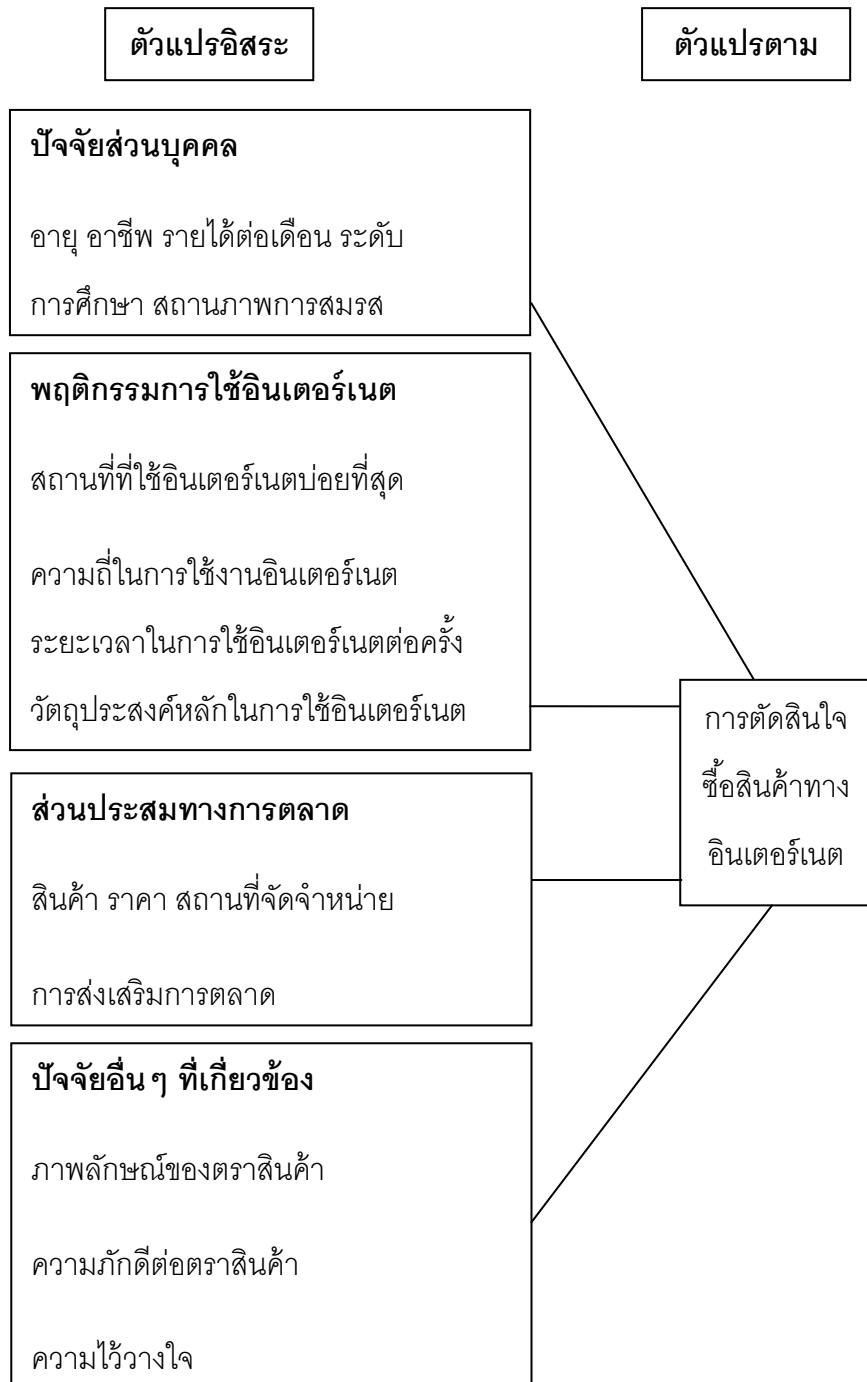 ตัวแปรอิสระ
ตัวแปรตาม
ปัจจัยส่วนบุคคล
อายุ อาชีพ รายได้ต่อเดือน ระดับ
การศึกษา สถานภาพการสมรส
พฤติกรรมการใช้อินเตอร์เนต
สถานที่ที่ใช้อินเตอร์เนตบ่อยที่สุด
ความถี่ในการใช้งานอินเตอร์เนต
ระยะเวลาในการใช้อินเตอร์เนตต่อครั้ง
วัตถุประสงค์หลักในการใช้อินเตอร์เนต
ส่วนประสมทางการตลาด
สินค้า ราคา สถานที่จัดจำหน่าย
การส่งเสริมการตลาด
ปัจจัยอื่นๆ ที่เกี่ยวข้อง
ภาพลักษณ์ของตราสินค้า
ความภักดีต่อตราสินค้า
ความไว้วางใจ
การตัดสินใจ
ซื้อสินค้าทาง
อินเตอร์เนต